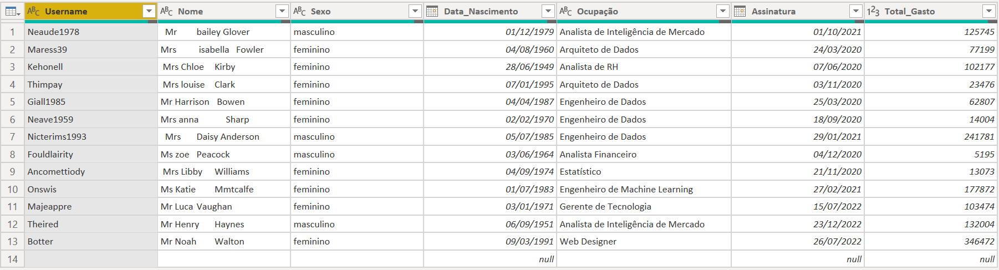 ABC Username ABC Nome ABC Sexo Data_Nascimento ABC Ocupação Assinatura 123 Total_Gasto
1 Neaude1978 Mr bailey Glover masculino 01/12/1979 Analista de Inteligência de Mercado 01/10/2021 125745
2 Maress39 Mrs isabella Fowler feminino 04/08/1960 Arquiteto de Dados 24/03/2020 77199
3 Kehonell Mrs Chloe Kirby feminino 28/06/1949 Analista de RH 07/06/2020 102177
4 Thimpay Mrs louise Clark feminino 07/01/1995 Arquiteto de Dados 03/11/2020 23476
5 Giall1985 Mr Harrison Bowen feminino 04/04/1987 Engenheiro de Dados 25/03/2020 62807
6 Neave1959 Mrs anna Sharp feminino 02/02/1970 Engenheiro de Dados 18/09/2020 14004
7 Nicterims1993 Mrs Daisy Anderson masculino 05/07/1985 Engenheiro de Dados 29/01/2021 241781
8 Fouldlairity Ms zoe Peacock masculino 03/06/1964 Analista Financeiro 04/12/2020 5195
9 Ancomettiody Mrs Libby Williams feminino 04/09/1974 Estatístico 21/11/2020 13073
10 Onswis Ms Katie Mmtcalfe feminino 01/07/1983 Engenheiro de Machine Learning 27/02/2021 177872
11 Majeappre Mr Luca Vaughan feminino 03/01/1971 Gerente de Tecnologia 15/07/2022 103474
12 Theired Mr Henry Haynes masculino 06/09/1951 Analista de Inteligência de Mercado 23/12/2022 132004
13 Botter Mr Noah Walton feminino 09/03/1991 Web Designer 26/07/2022 346472
14 null null null